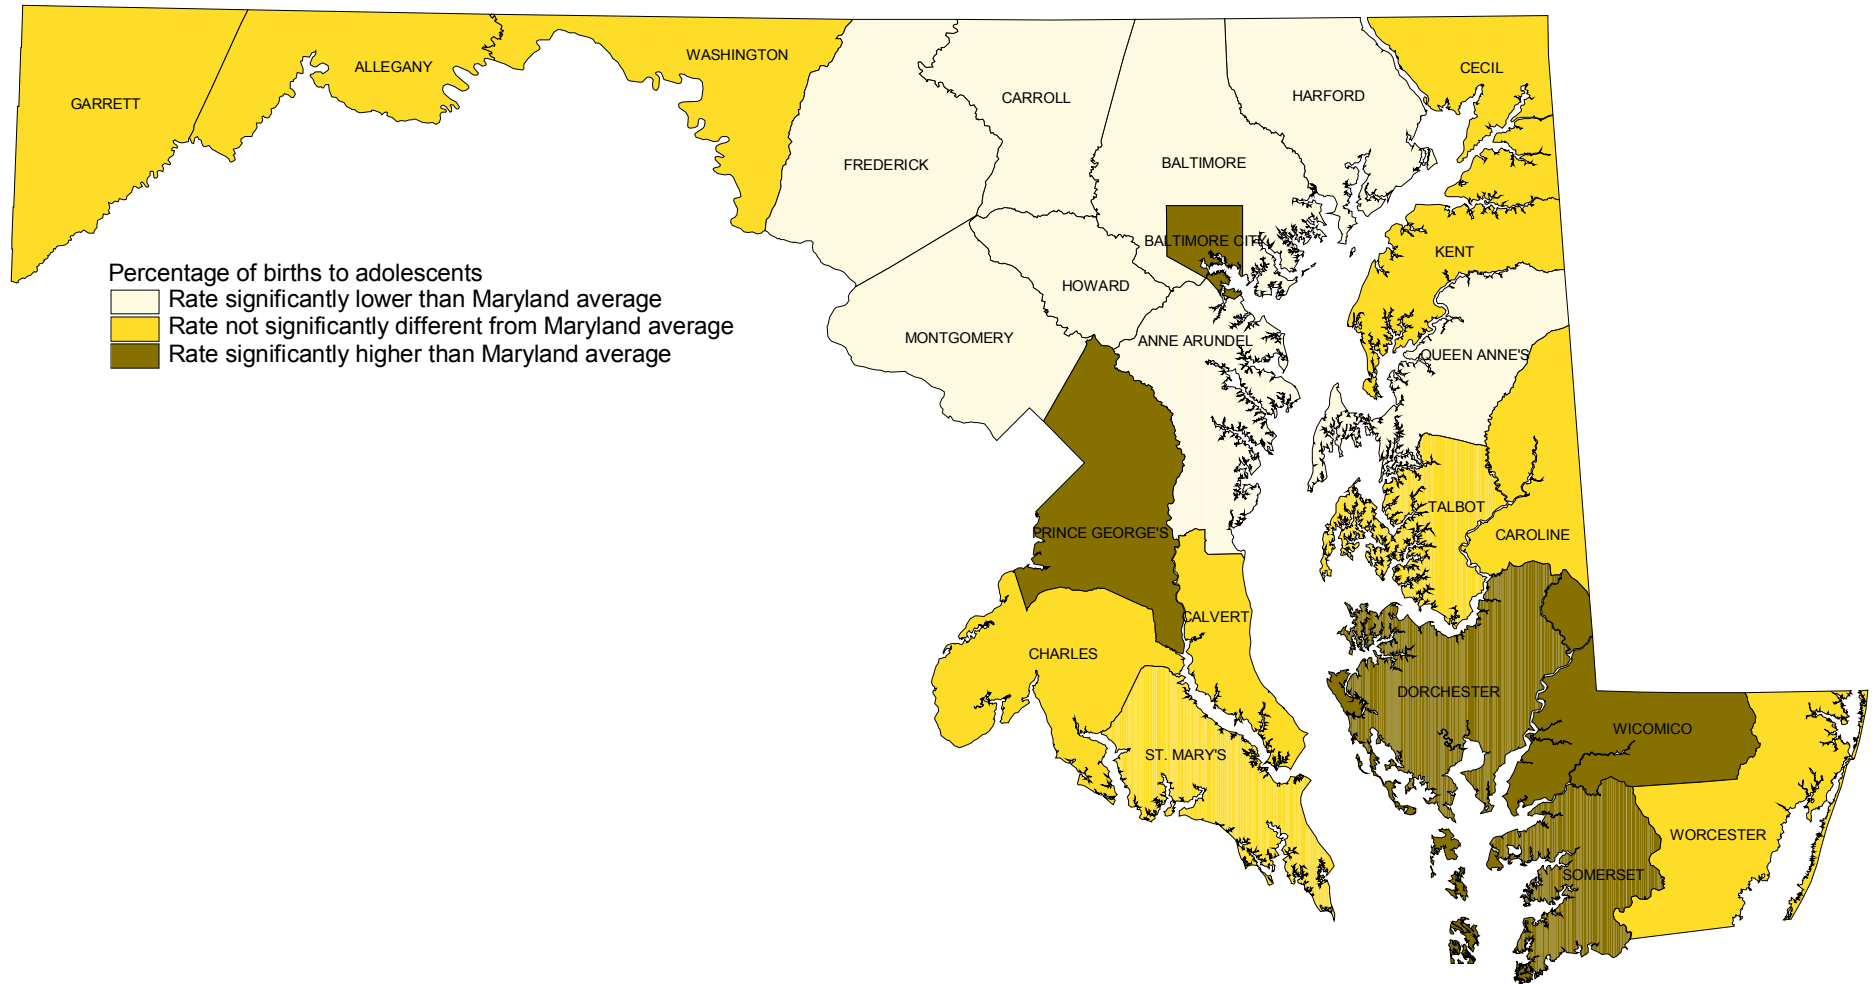 WASHINGTON
ALLEGANY
CECIL
GARRETT
CARROLL
HARFORD
FREDERICK
BALTIMORE
BALTIMORE CITY
KENT
Percentage of births to adolescents
Rate significantly lower than Maryland average
Rate not significantly different from Maryland average
Rate significantly higher than Maryland average
HOWARD
MONTGOMERY
ANNE ARUNDEL
QUEEN ANNE'S
TALBOT
PRINCE GEORGE'S
CAROLINE
CALVERT
CHARLES
DORCHESTER
WICOMICO
ST. MARY'S
WORCESTER
SOMERSET